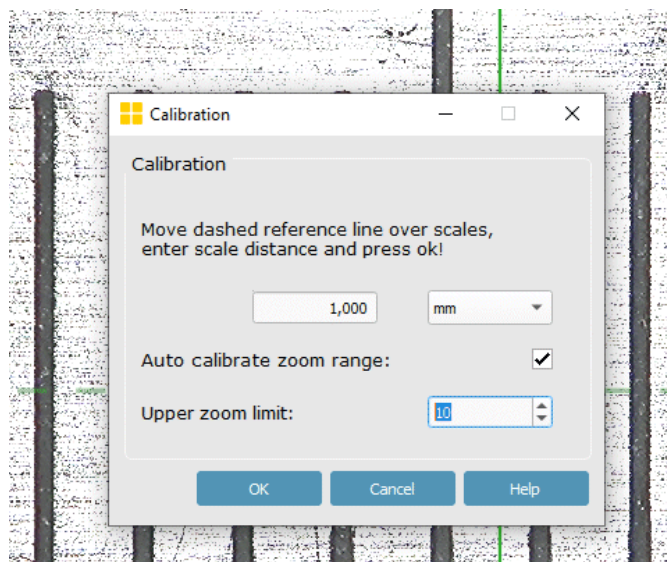 Calibration
Calibration
Move dashed reference line over scales,
enter scale distance and press ok!
1,000 mm
Auto calibrate zoom range:
Upper zoom limit: 10
OK Cancel Help